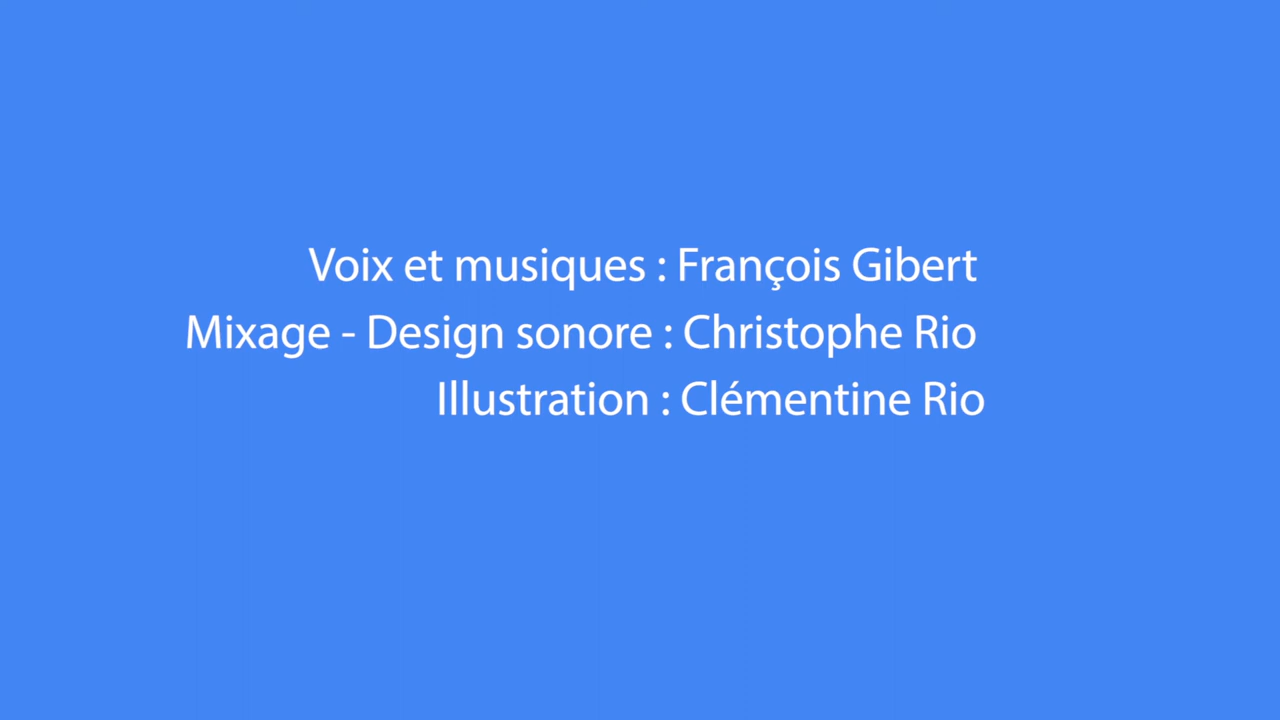 Voix et musiques : François Gibert
Mixage - Design sonore : Christophe Rio
Illustration : Clémentine Rio